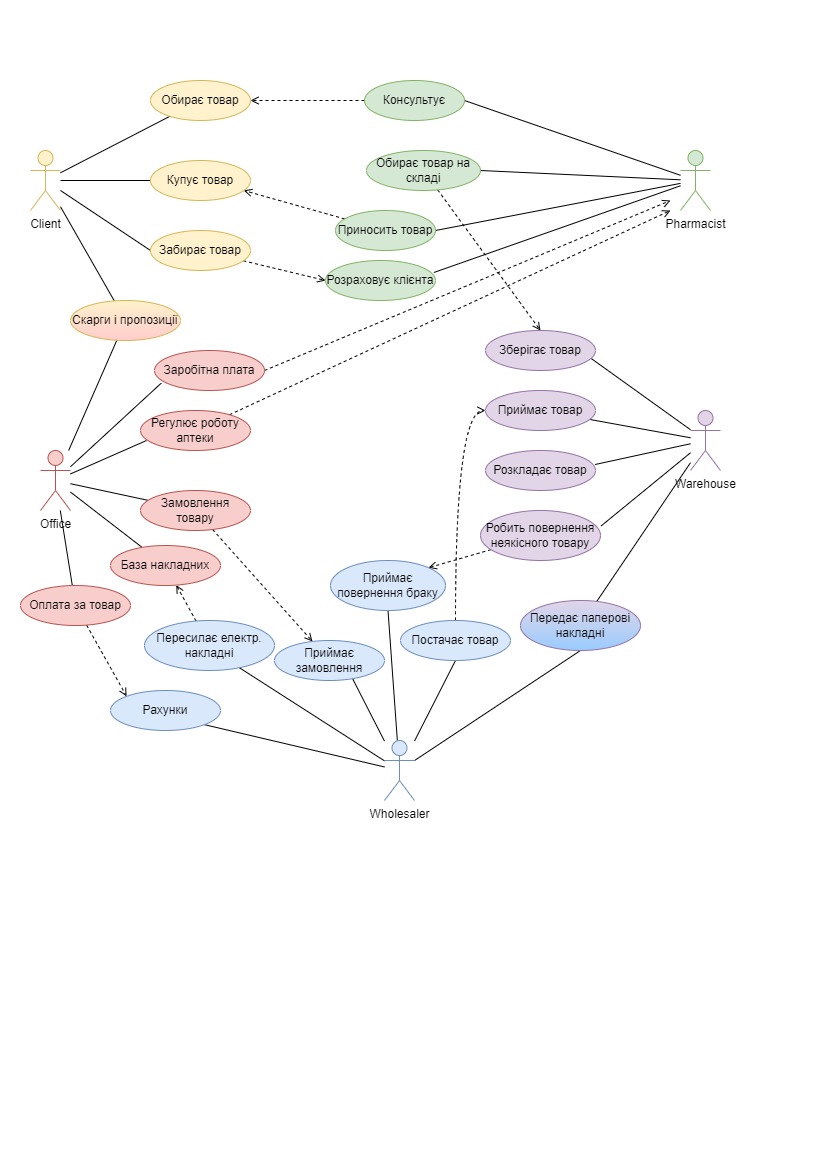 Обирає товар
Консультує
Обирає товар на
складі
Купує товар
Client
Pharmacist
Приносить товар
Забирає товар
Розраховує клієнта
Скарги і пропозиції
Зберігає товар
Заробітна плата
Приймає товар
Регулює роботу
аптеки
Розкладає товар
Warehouse
Замовлення
товару
Office
Робить повернення
неякісного товару
База накладних
Приймає
повернення браку
Оплата за товар
Передає паперові
накладні
Пересилає електр.
накладні
Постачає товар
Приймає
замовлення
Рахунки
Wholesaler